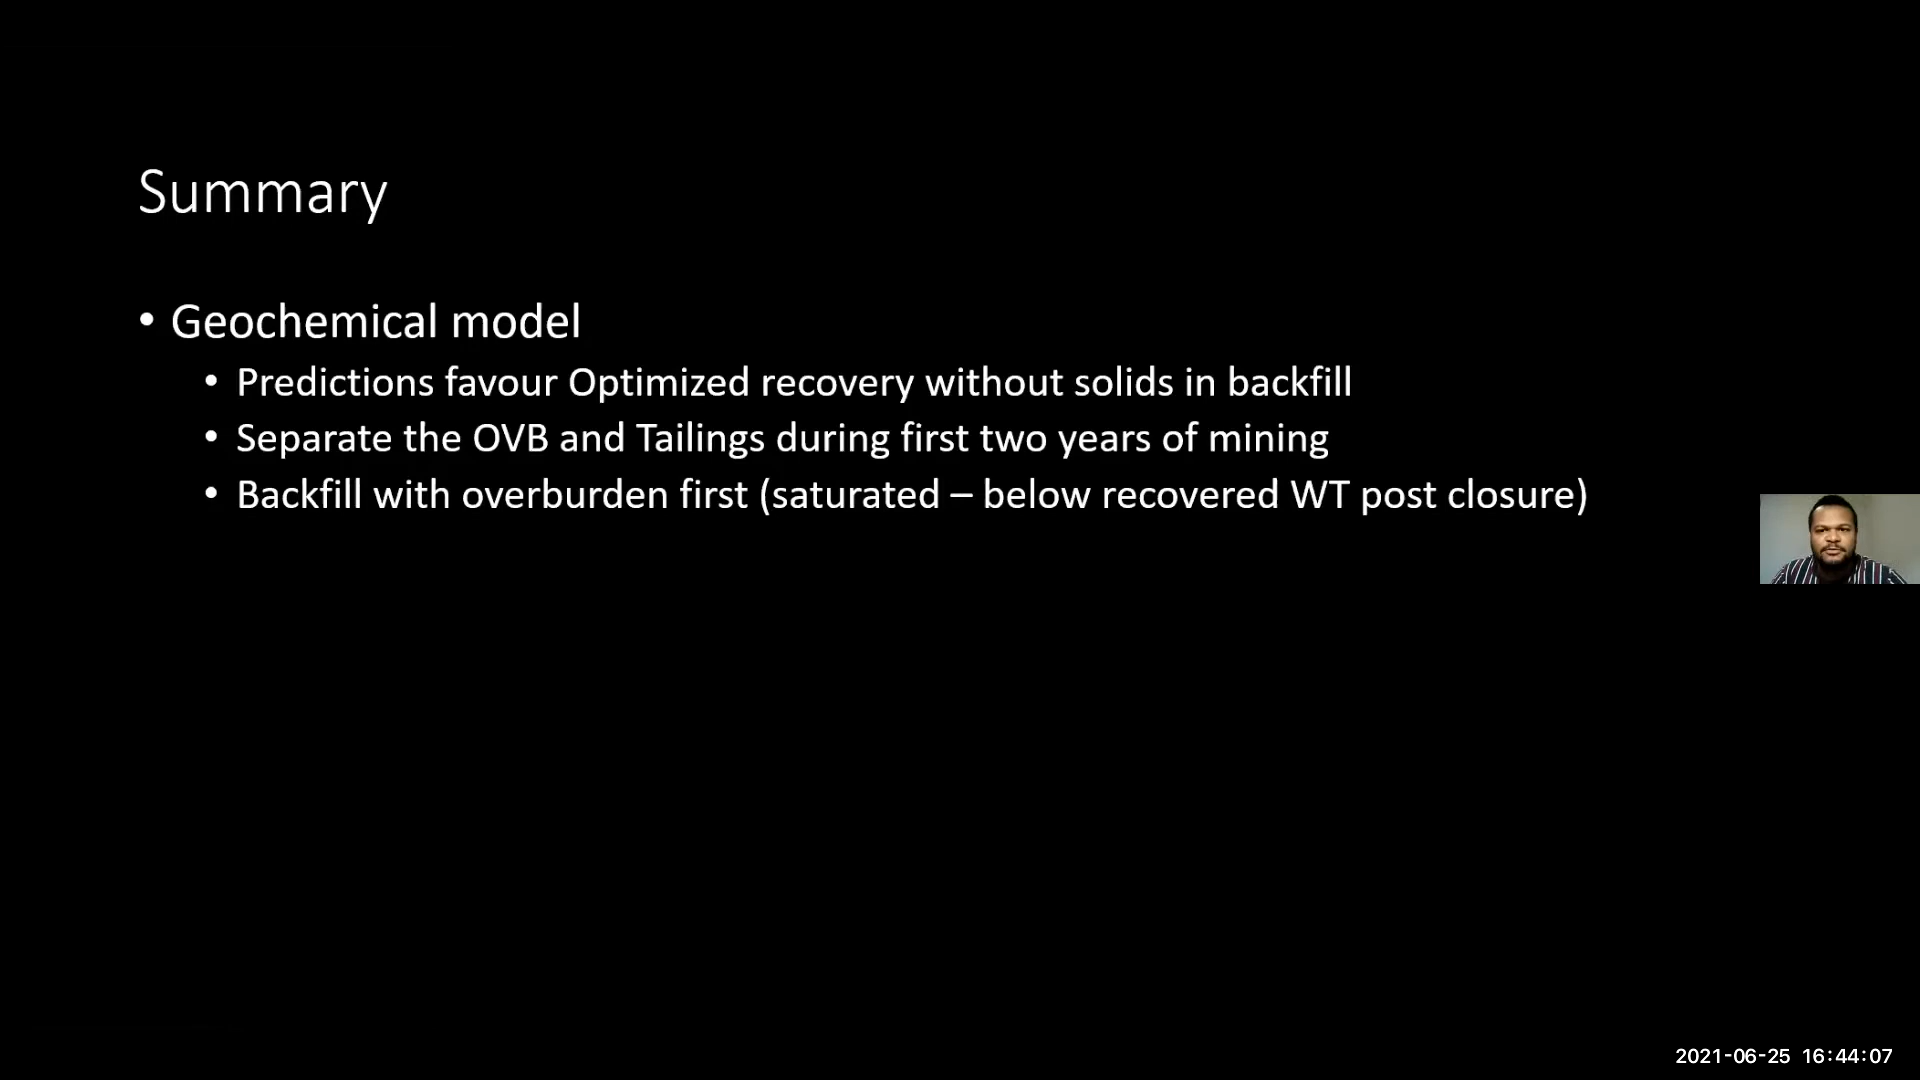 Summary
• Geochemical model
• Predictions favour Optimized recovery without solids in backfill
• Separate the OVB and Tailings during first two years of mining
• Backfill with overburden first (saturated – below recovered WT post closure)
2021-06-25 16:44:07